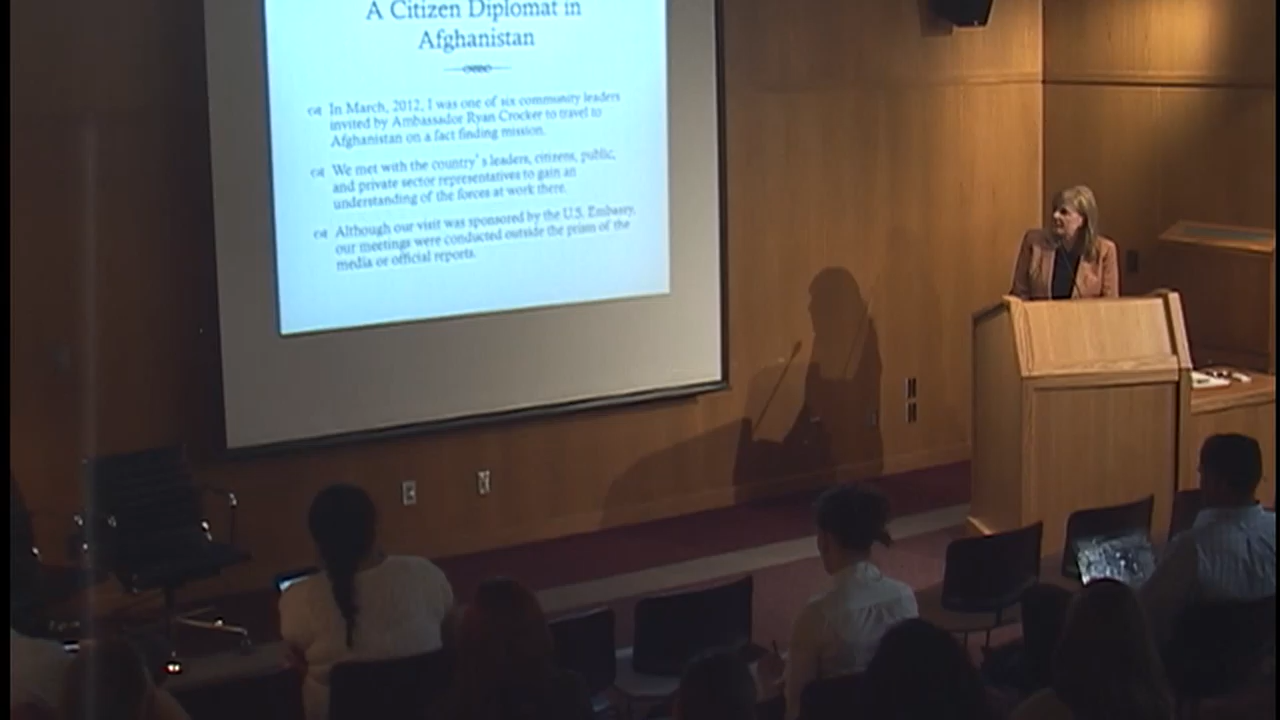 A Citizen Diplomat in
Afghanistan
In March, 2012, I was one of six community leaders
invited by Ambassador Ryan Crocker to travel to
Afghanistan on a fact finding mission.
We met with the country's leaders, citizens, public,
and private sector representatives to gain an
understanding of the forces at work there.
Although our visit was sponsored by the U.S. Embassy,
our meetings were conducted outside the prism of the
media or official reports.